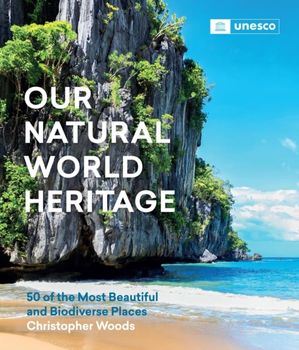 unesco
OUR
NATURAL
WORLD
HERITAGE
50 of the Most Beautiful
and Biodiverse Places
Christopher Woods